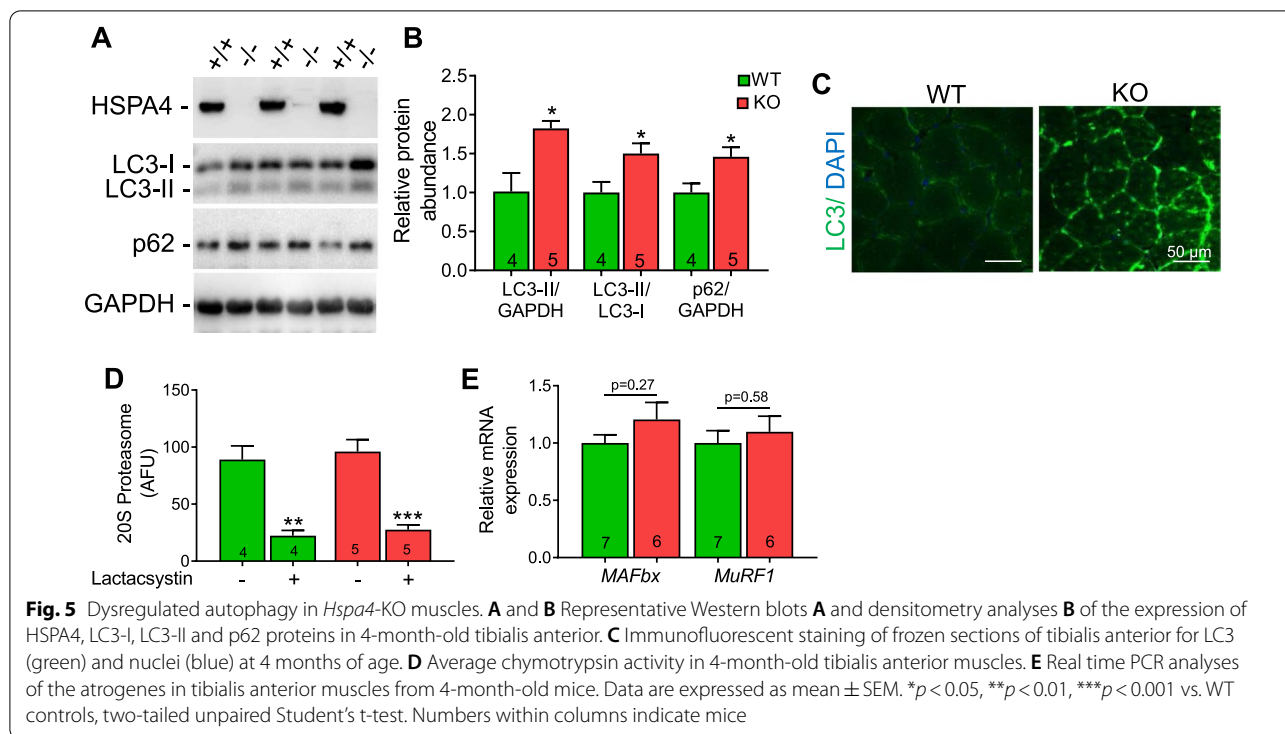 A
+/+ -/- +/+ -/- +/+ -/-
HSPA4 -
LC3-I -
LC3-II -
p62 -
GAPDH -
B
WT
KO
Relative protein
abundance
2.5
2.0
1.5
1.0
0.5
0.0
* * *
4 5 4 5 4 5
LC3-II/ LC3-II/ p62/
GAPDH LC3-I GAPDH
C
WT KO
LC3/ DAPI
50 µm
D
20S Proteasome
(AFU)
150
100
50
0
** ***
4 4 5 5
Lactacsystin - + - +
E
Relative mRNA
expression
1.5
1.0
0.5
0.0
p=0.27 p=0.58
7 6 7 6
MAFbx MuRF1
Fig. 5 Dysregulated autophagy in Hspa4-KO muscles. A and B Representative Western blots A and densitometry analyses B of the expression of
HSPA4, LC3-I, LC3-II and p62 proteins in 4-month-old tibialis anterior. C Immunofluorescent staining of frozen sections of tibialis anterior for LC3
(green) and nuclei (blue) at 4 months of age. D Average chymotrypsin activity in 4-month-old tibialis anterior muscles. E Real time PCR analyses
of the atrogenes in tibialis anterior muscles from 4-month-old mice. Data are expressed as mean ± SEM. *p < 0.05, **p < 0.01, ***p < 0.001 vs. WT
controls, two-tailed unpaired Student's t-test. Numbers within columns indicate mice